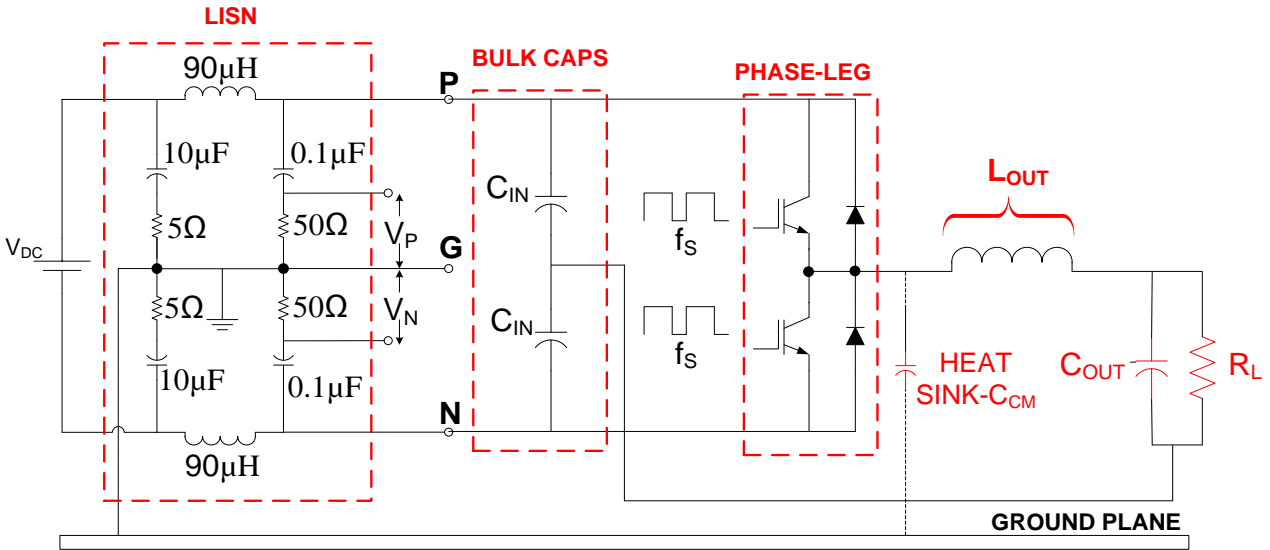 LISN
90μH
P
BULK CAPS
PHASE-LEG
10μF
0.1μF
C_IN
L_OUT
5Ω
50Ω
V_P
f_S
V_DC
G
5Ω
50Ω
V_N
C_IN
f_S
10μF
0.1μF
HEAT
SINK-C_CM
C_OUT
R_L
N
90μH
GROUND PLANE